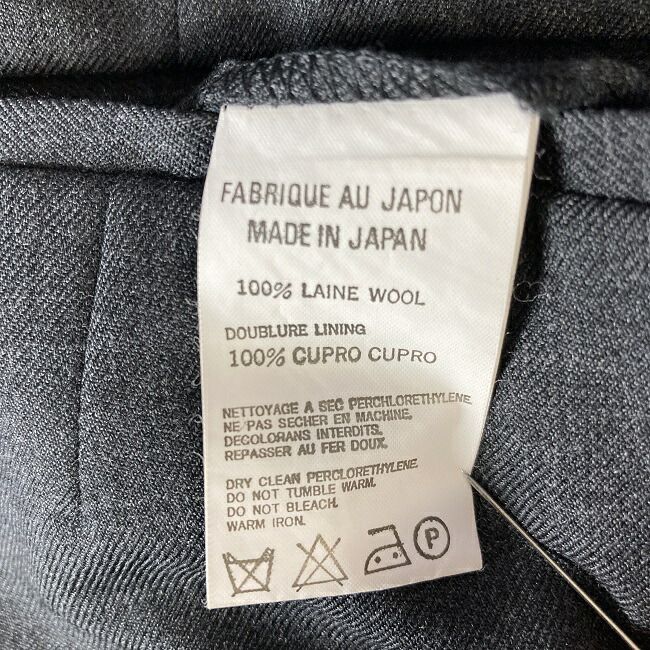 FABRIQUE AU JAPON
MADE IN JAPAN
100% LAINE WOOL
DOUBLURE LINING
100% CUPRO CUPRO
NETTOYAGE A SEC PERCHLORETHYLENE
NE PAS SECHER EN MACHINE.
DECOLORANS INTERDITS.
REPASSER AU FER DOUX.
DRY CLEAN PERCLORETHYLENE
DO NOT TUMBLE WARM.
DO NOT BLEACH.
WARM IRON.
P